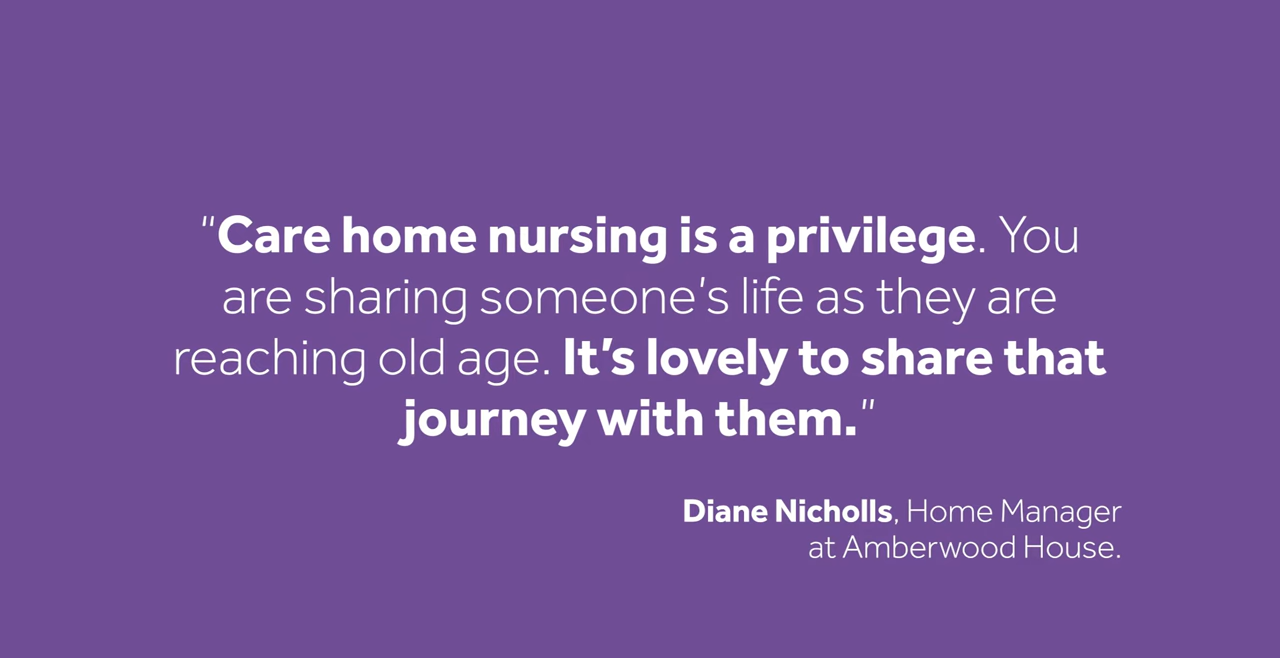 "Care home nursing is a privilege. You
are sharing someone's life as they are
reaching old age. It's lovely to share that
journey with them."
Diane Nicholls, Home Manager
at Amberwood House.